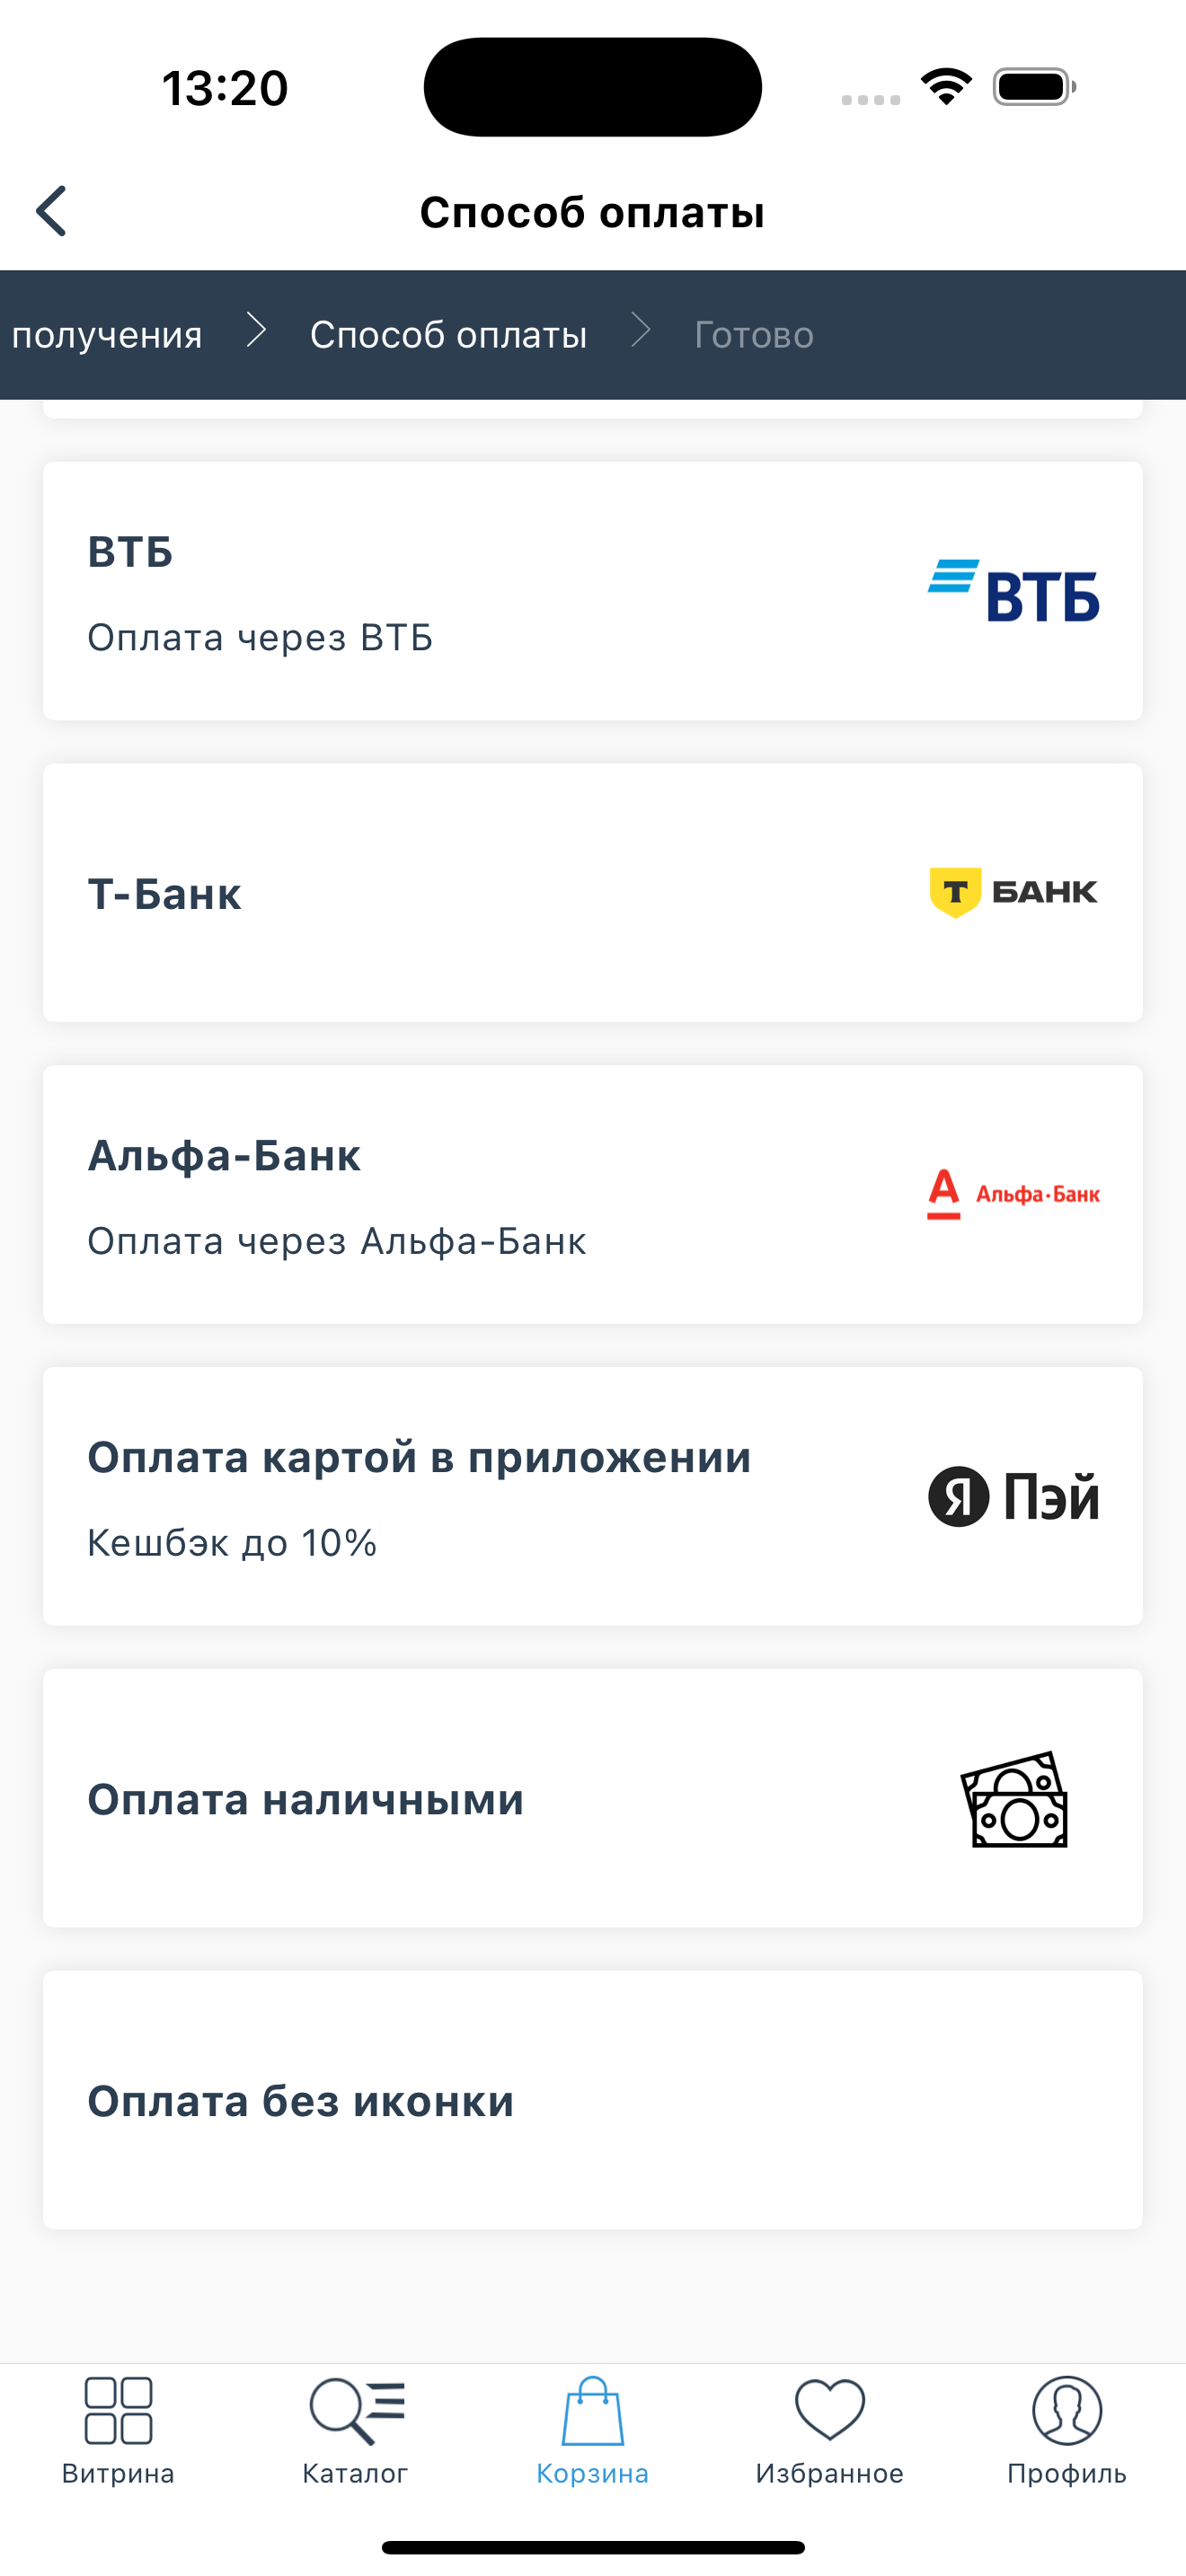 13:20
Способ оплаты
получения
Способ оплаты
Готово
ВТБ
Оплата через ВТБ
ВТБ
Т-Банк
Т БАНК
Альфа-Банк
Оплата через Альфа-Банк
А Альфа·Банк
Оплата картой в приложении
Кешбэк до 10%
Я Пэй
Оплата наличными
Оплата без иконки
Витрина
Каталог
Корзина
Избранное
Профиль